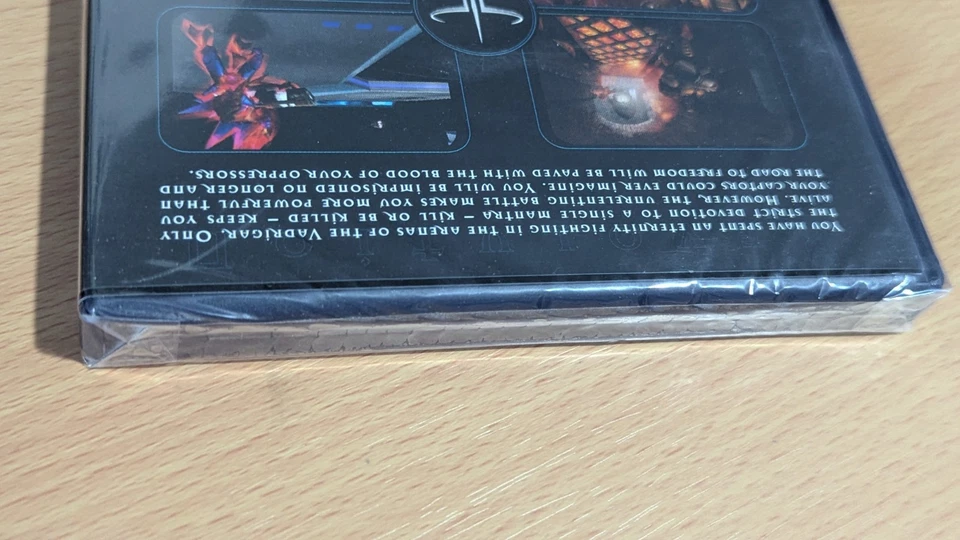 You have spent an eternity fighting in the arenas of the Vadrigar, Only
the strict devotion to a single mantra – kill or be killed – keeps you
alive. However, the unrelenting battle makes you more powerful than
your captors could ever imagine. You will be imprisoned no longer and
the road to freedom will be paved with the blood of your oppressors.